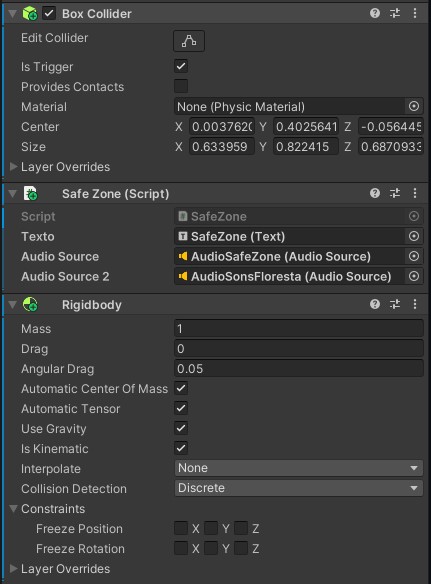 Box Collider
Edit Collider
Is Trigger
Provides Contacts
Material None (Physic Material)
Center X 0.0037620 Y 0.4025641 Z -0.056445
Size X 0.633959 Y 0.822415 Z 0.6870933
Layer Overrides
Safe Zone (Script)
Script SafeZone
Texto SafeZone (Text)
Audio Source AudioSafeZone (Audio Source)
Audio Source 2 AudioSonsFloresta (Audio Source)
Rigidbody
Mass 1
Drag 0
Angular Drag 0.05
Automatic Center Of Mass
Automatic Tensor
Use Gravity
Is Kinematic
Interpolate None
Collision Detection Discrete
Constraints
Freeze Position X Y Z
Freeze Rotation X Y Z
Layer Overrides